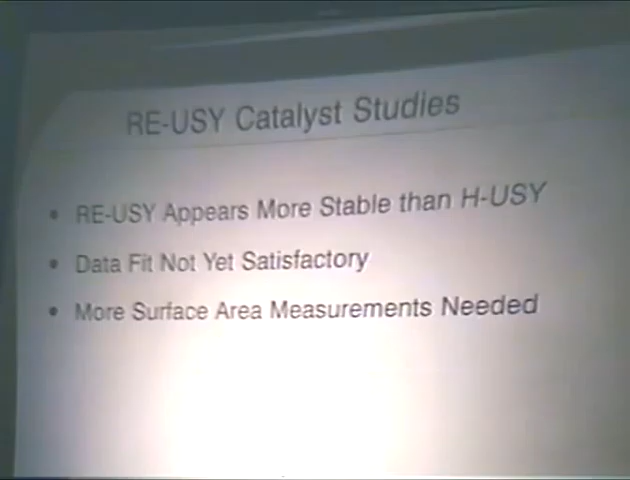 RE-USY Catalyst Studies
• RE-USY Appears More Stable than H-USY
• Data Fit Not Yet Satisfactory
• More Surface Area Measurements Needed